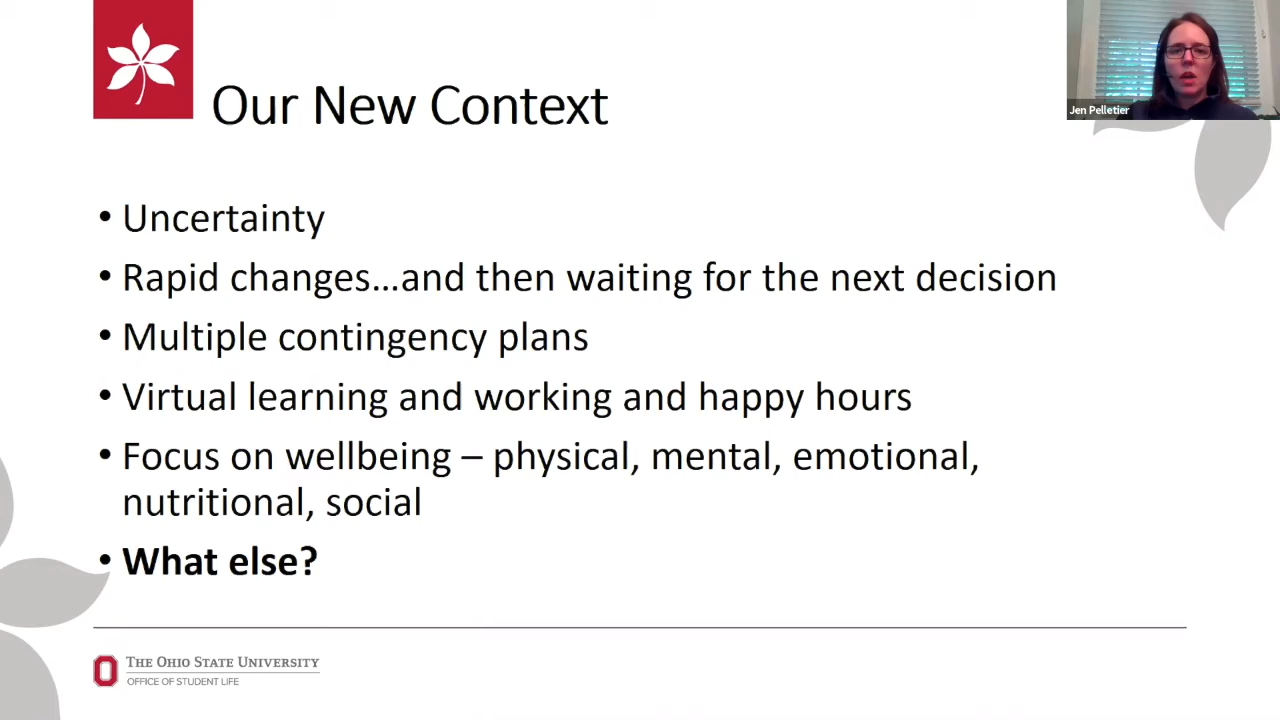 Our New Context
Jen Pelletier
• Uncertainty
• Rapid changes...and then waiting for the next decision
• Multiple contingency plans
• Virtual learning and working and happy hours
• Focus on wellbeing – physical, mental, emotional,
nutritional, social
• What else?
THE OHIO STATE UNIVERSITY
OFFICE OF STUDENT LIFE